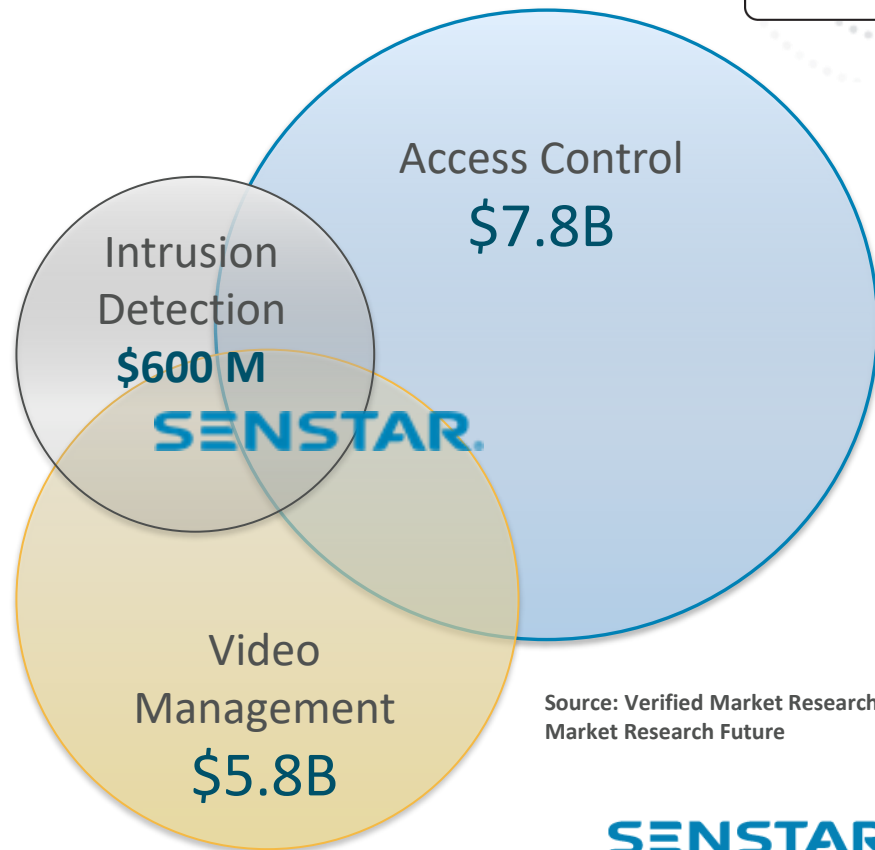 Access Control
$7.8B
Intrusion
Detection
$600 M
SENSTAR.
Video
Management
$5.8B
Source: Verified Market Research
Market Research Future
SENSTAR